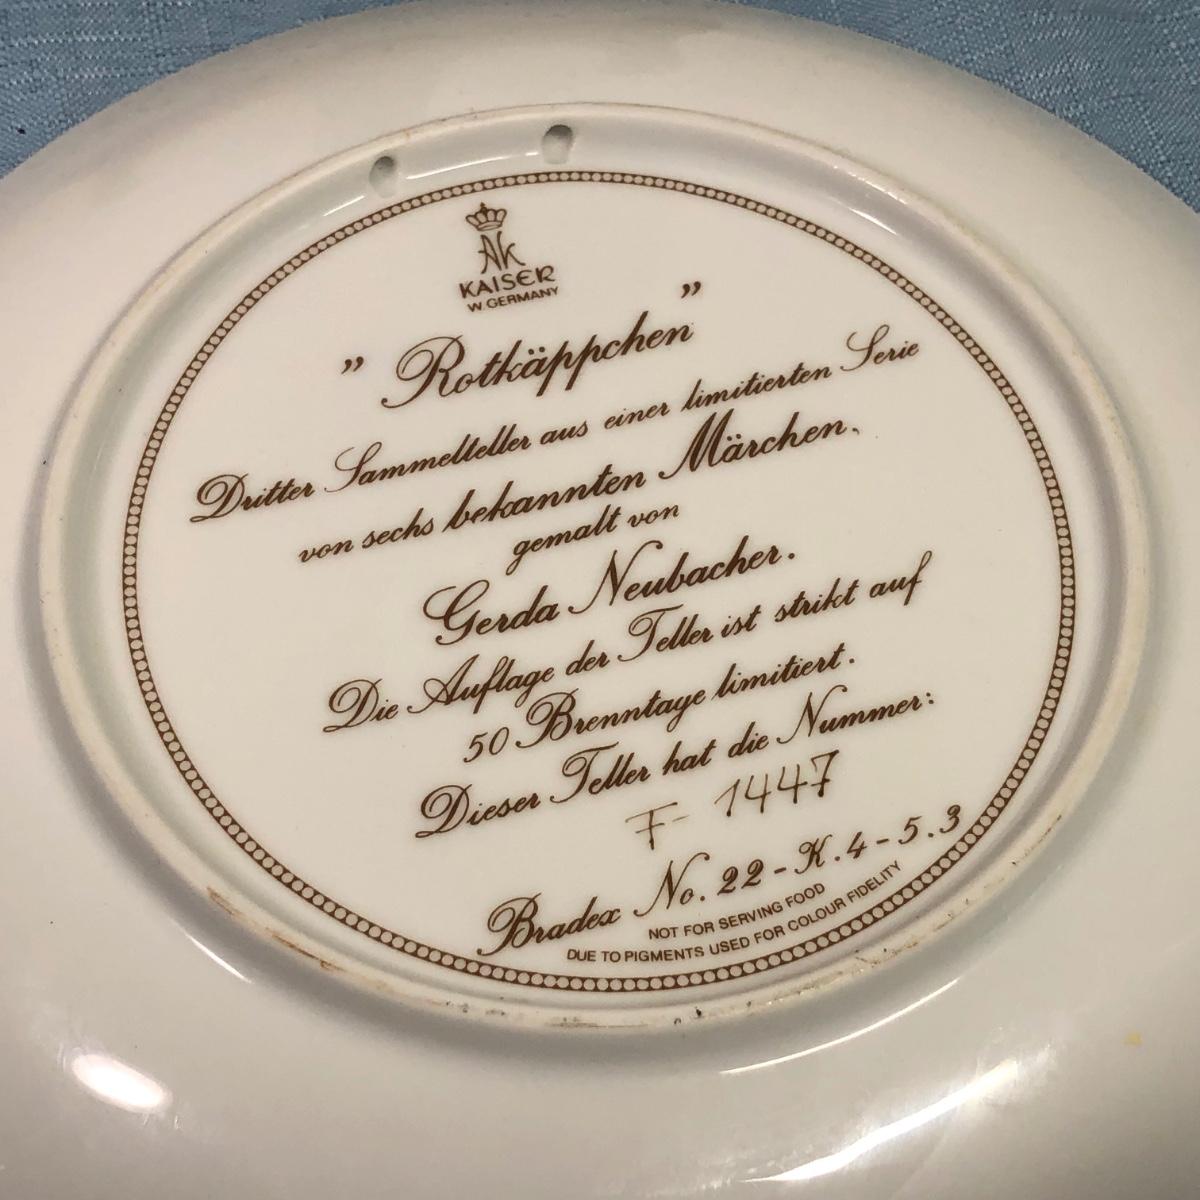 AK
KAISER
W. GERMANY
” Rotkäppchen ”
Dritter Sammelteller aus einer limitierten Serie
von sechs bekannten Märchen.
gemalt von
Gerda Neubacher.
Die Auflage der Teller ist strikt auf
50 Brenntage limitiert.
Dieser Teller hat die Nummer:
F- 1447
Bradex No. 22-K.4-5.3
NOT FOR SERVING FOOD
DUE TO PIGMENTS USED FOR COLOUR FIDELITY